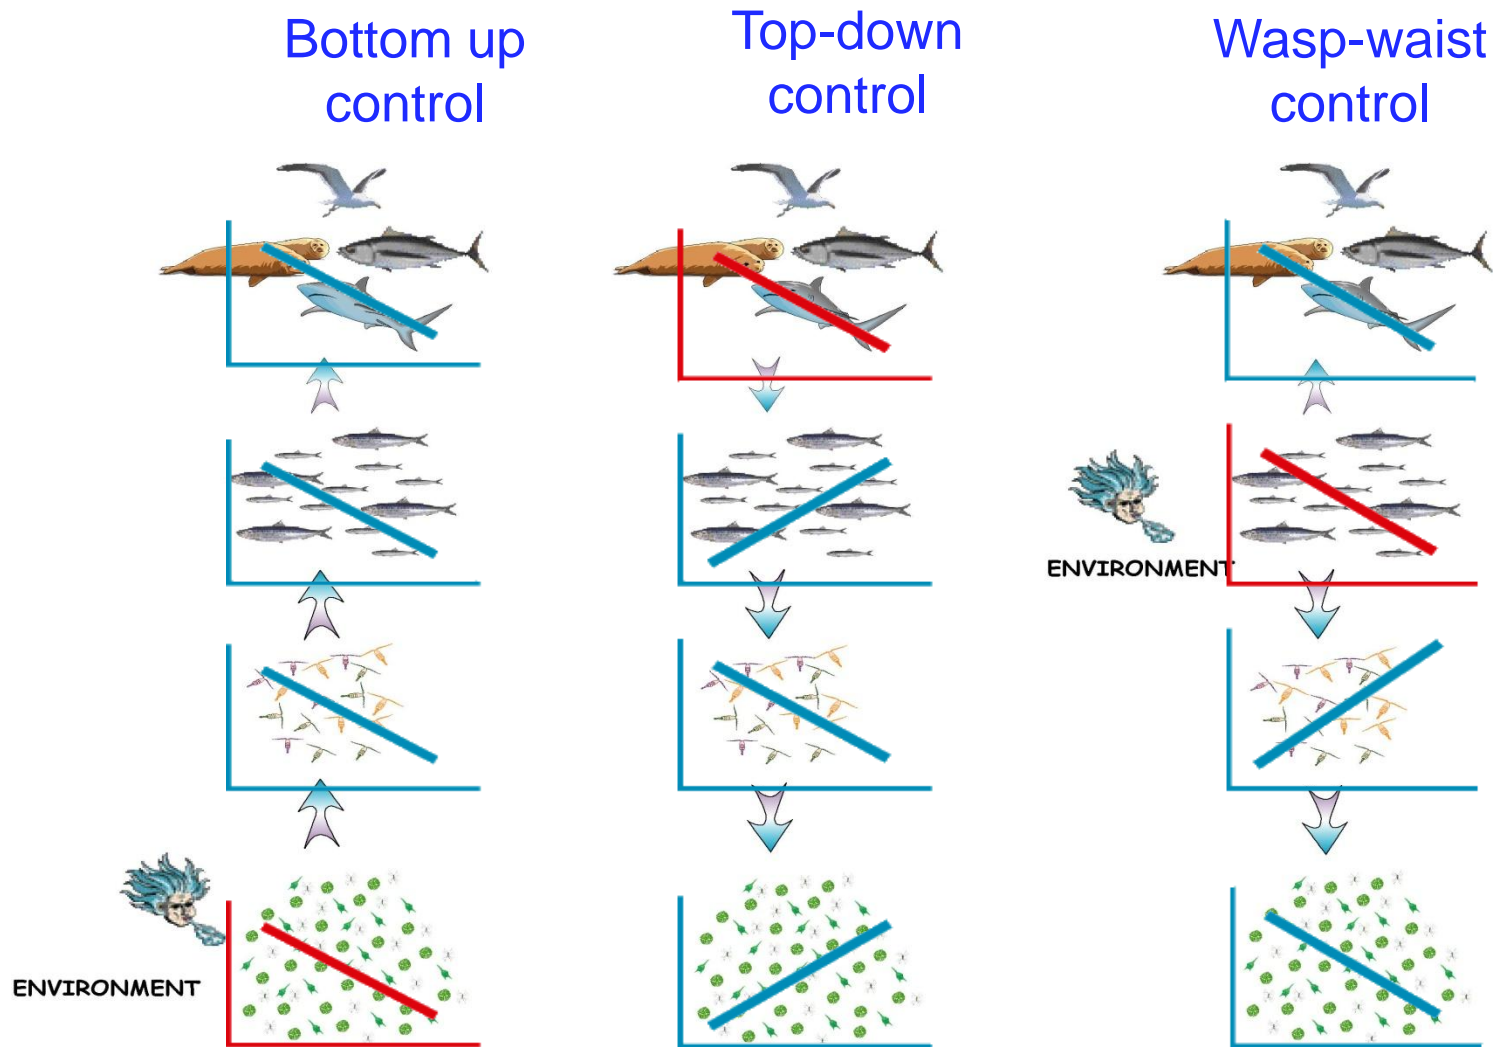 Bottom up
control
Top-down
control
Wasp-waist
control
ENVIRONMENT
ENVIRONMENT